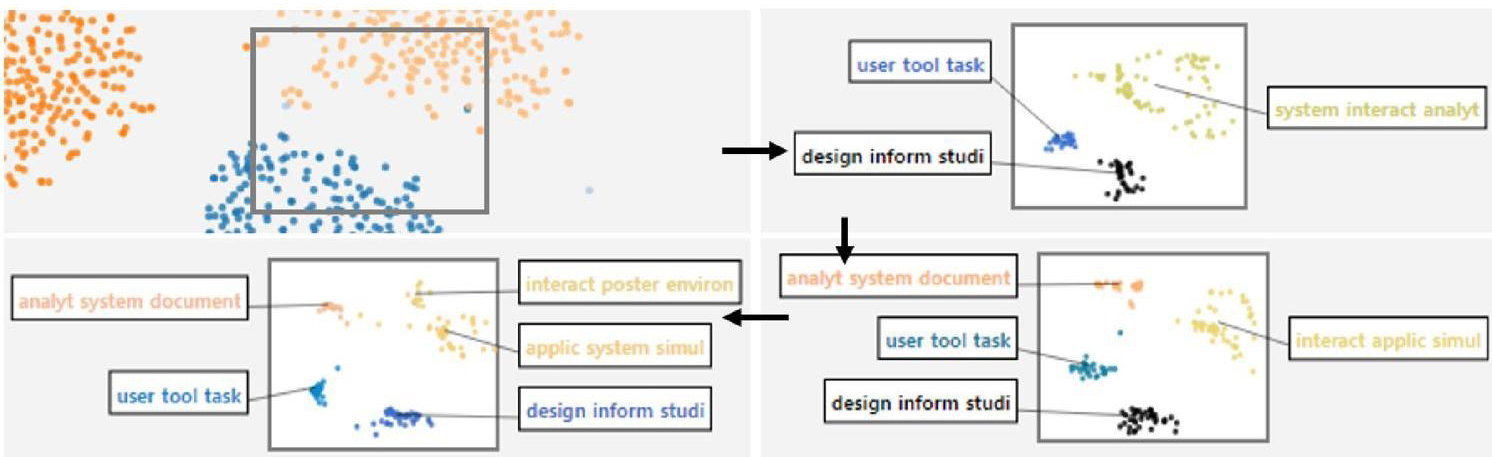 user tool task
system interact analyt
design inform studi
analyt system document
user tool task
interact applic simul
design inform studi
analyt system document
interact poster environ
applic system simul
user tool task
design inform studi